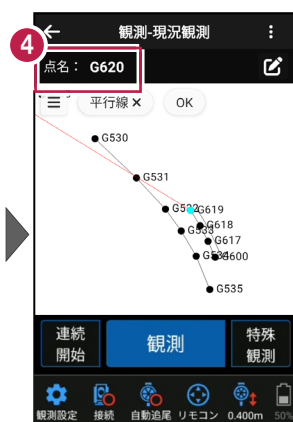 4
観測-現況観測
点名： G620
平行線 ×
OK
G530
G531
G532
G619
G618
G533
G617
G534
G600
G535
連続
開始
観測
特殊
観測
観測設定
接続
自動追尾
リモコン
0.400m
50%